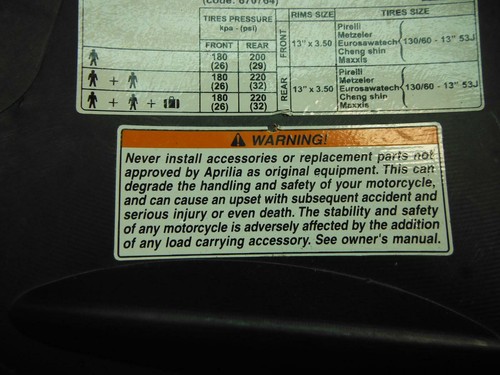 (code: 670764)
TIRES PRESSURE RIMS SIZE TIRES SIZE
kpa - (psi)
FRONT REAR
180 200
(26) (29)
+ 180 220
(26) (32)
+ + 180 220
(26) (32)
FRONT 13" x 3.50 Pirelli
Metzeler
Eurosawatech
Cheng shin
Maxxis
130/60 - 13" 53J
REAR 13" x 3.50 Pirelli
Metzeler
Eurosawatech
Cheng shin
Maxxis
130/60 - 13" 53J
WARNING!
Never install accessories or replacement parts not
approved by Aprilia as original equipment. This can
degrade the handling and safety of your motorcycle,
and can cause an upset with subsequent accident and
serious injury or even death. The stability and safety
of any motorcycle is adversely affected by the addition
of any load carrying accessory. See owner's manual.